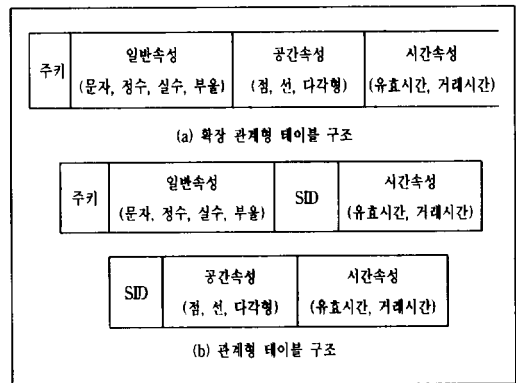 주키 일반속성 공간속성 시간속성
(문자, 정수, 실수, 부울) (점, 선, 다각형) (유효시간, 거래시간)
(a) 확장 관계형 테이블 구조
주키 일반속성 SID 시간속성
(문자, 정수, 실수, 부울) (유효시간, 거래시간)
SID 공간속성 시간속성
(점, 선, 다각형) (유효시간, 거래시간)
(b) 관계형 테이블 구조